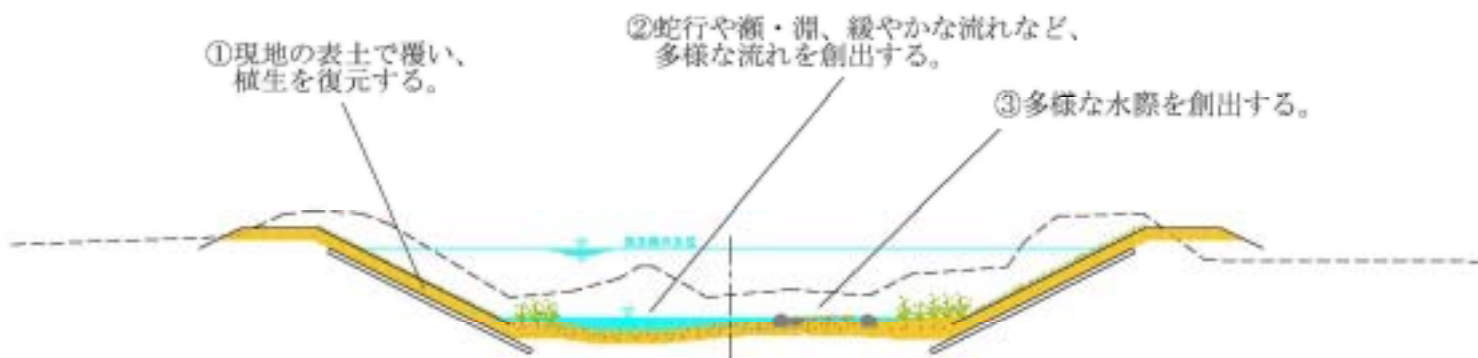 ①現地の表土で覆い、
植生を復元する。
②蛇行や瀬・淵、緩やかな流れなど、
多様な流れを創出する。
③多様な水際を創出する。